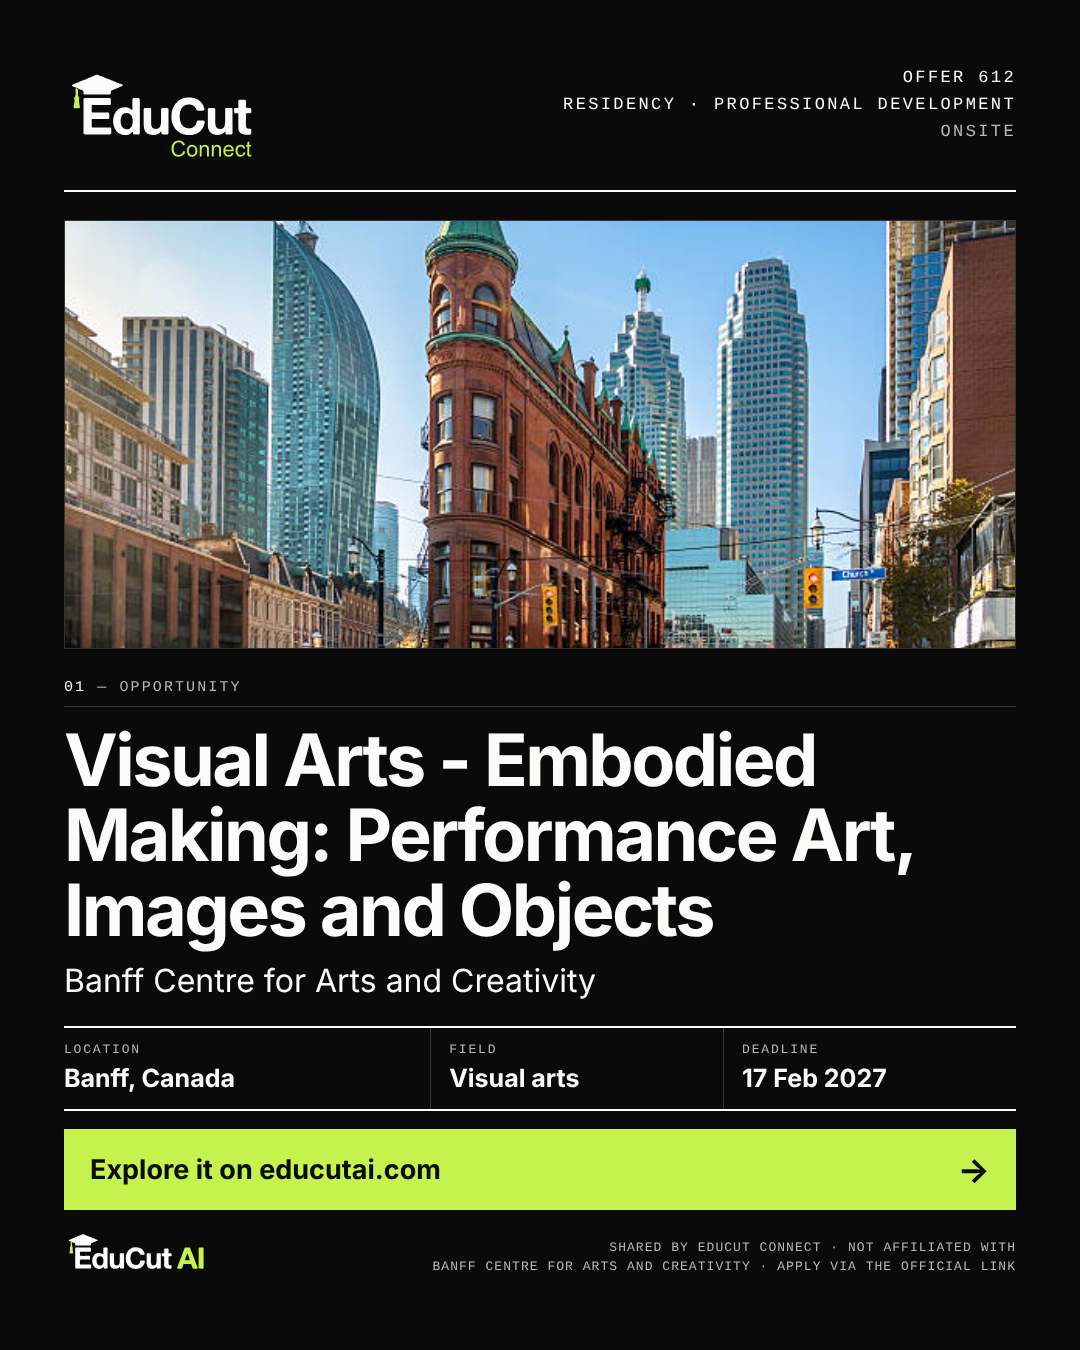 EduCut
Connect
OFFER 612
RESIDENCY · PROFESSIONAL DEVELOPMENT
ONSITE
Church St
01 — OPPORTUNITY
Visual Arts - Embodied
Making: Performance Art,
Images and Objects
Banff Centre for Arts and Creativity
LOCATION
Banff, Canada
FIELD
Visual arts
DEADLINE
17 Feb 2027
Explore it on educutai.com →
EduCut AI
SHARED BY EDUCUT CONNECT · NOT AFFILIATED WITH
BANFF CENTRE FOR ARTS AND CREATIVITY · APPLY VIA THE OFFICIAL LINK